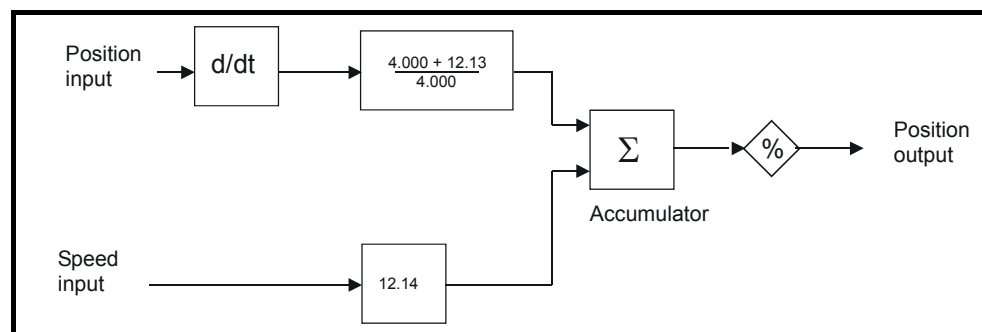 Position
input
d/dt
4.000 + 12.13
4.000
Σ
Accumulator
%
Position
output
Speed
input
12.14